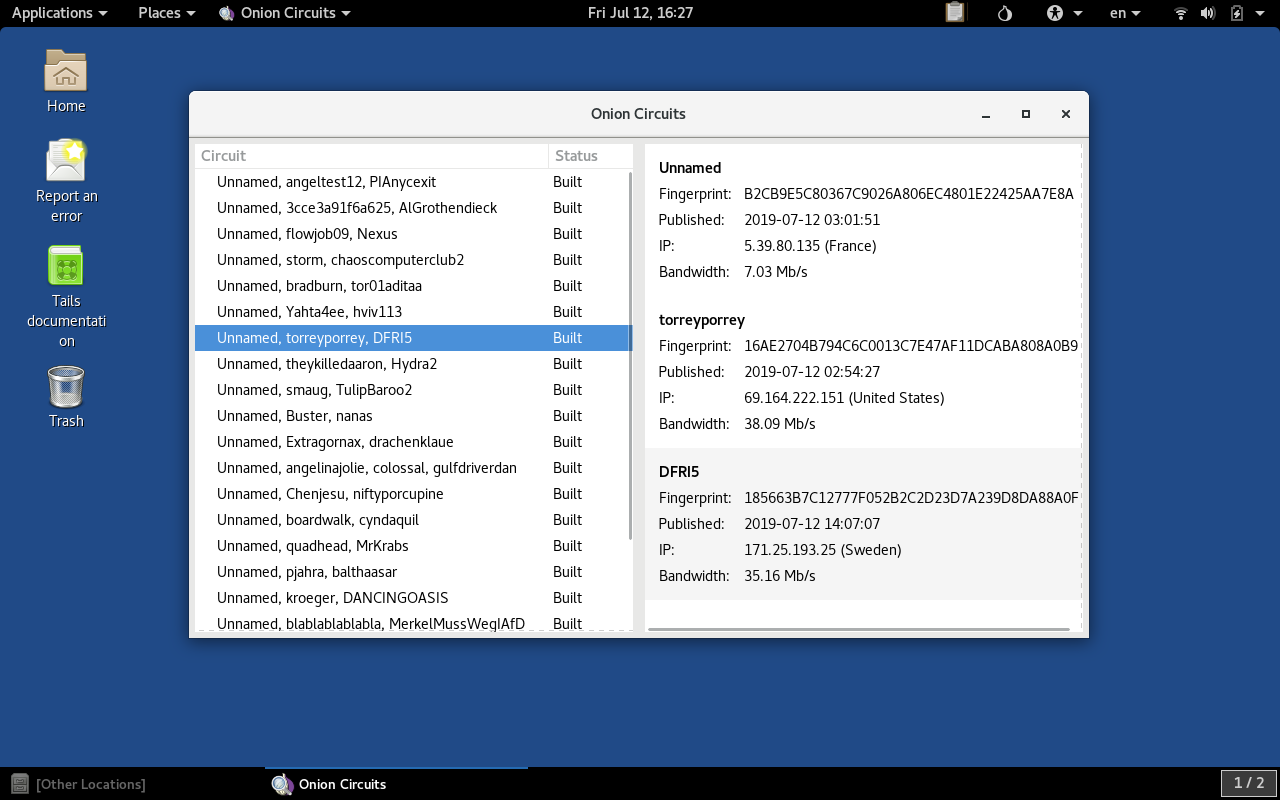 Applications Places Onion Circuits Fri Jul 12, 16:27 en
Home
Report an
error
Tails
documentati
on
Trash
Onion Circuits
Circuit Status
Unnamed, angeltest12, PIAnycexit Built
Unnamed, 3cce3a91f6a625, AlGrothendieck Built
Unnamed, flowjob09, Nexus Built
Unnamed, storm, chaoscomputerclub2 Built
Unnamed, bradburn, tor01aditaa Built
Unnamed, Yahta4ee, hviv113 Built
Unnamed, torreyporrey, DFRI5 Built
Unnamed, theykilledaaron, Hydra2 Built
Unnamed, smaug, TulipBaroo2 Built
Unnamed, Buster, nanas Built
Unnamed, Extragornax, drachenklaue Built
Unnamed, angelinajolie, colossal, gulfdriverdan Built
Unnamed, Chenjesu, niftyporcupine Built
Unnamed, boardwalk, cyndaquil Built
Unnamed, quadhead, MrKrabs Built
Unnamed, pjahra, balthaasar Built
Unnamed, kroeger, DANCINGOASIS Built
Unnamed, blablablablabla, MerkelMussWegIAfD Built
Unnamed
Fingerprint: B2CB9E5C80367C9026A806EC4801E22425AA7E8A
Published: 2019-07-12 03:01:51
IP: 5.39.80.135 (France)
Bandwidth: 7.03 Mb/s
torreyporrey
Fingerprint: 16AE2704B794C6C0013C7E47AF11DCABA808A0B9
Published: 2019-07-12 02:54:27
IP: 69.164.222.151 (United States)
Bandwidth: 38.09 Mb/s
DFRI5
Fingerprint: 185663B7C12777F052B2C2D23D7A239D8DA88A0F
Published: 2019-07-12 14:07:07
IP: 171.25.193.25 (Sweden)
Bandwidth: 35.16 Mb/s
[Other Locations] Onion Circuits 1 / 2